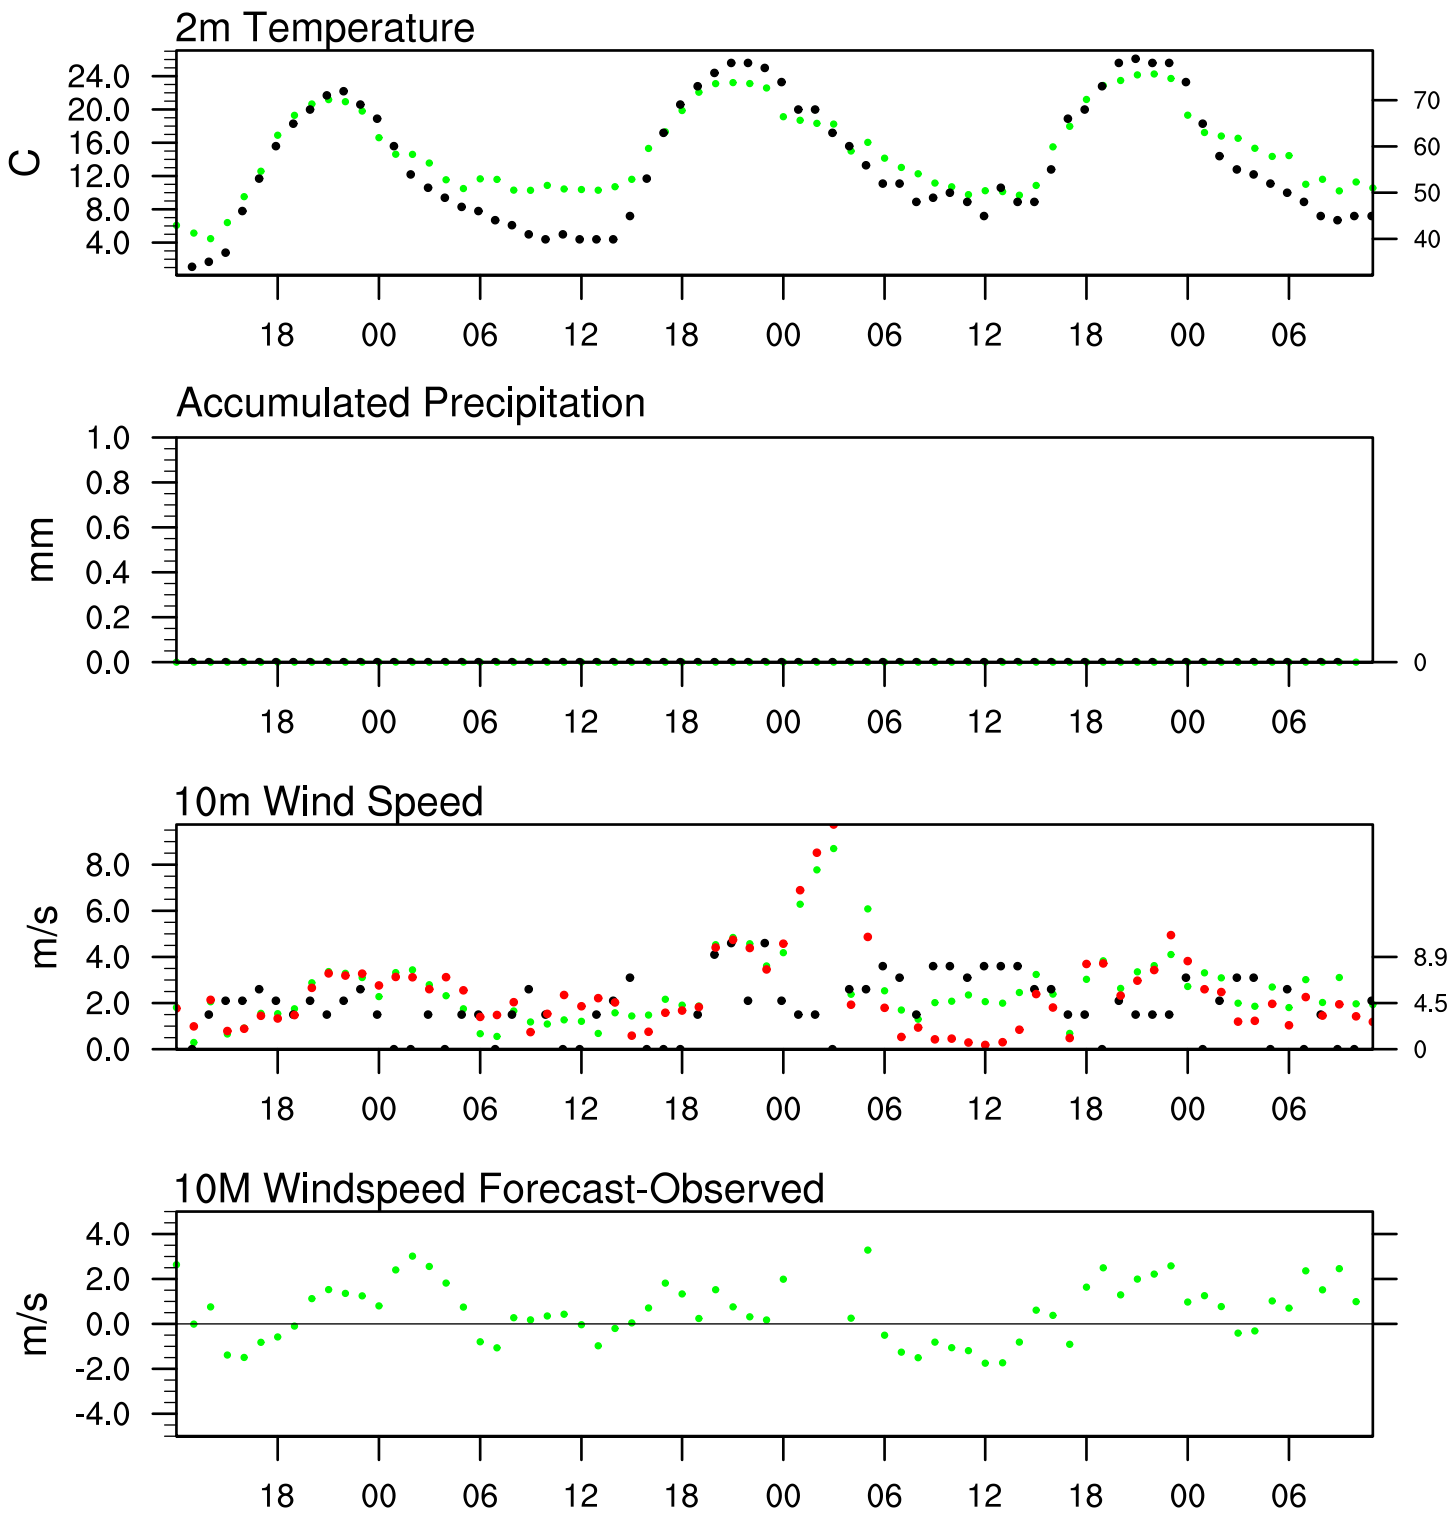 2m Temperature
24.0
20.0
16.0
12.0
8.0
4.0
C
70
60
50
40
18 00 06 12 18 00 06 12 18 00 06
Accumulated Precipitation
1.0
0.8
0.6
0.4
0.2
0.0
mm
0
18 00 06 12 18 00 06 12 18 00 06
10m Wind Speed
8.0
6.0
4.0
2.0
0.0
m/s
8.9
4.5
0
18 00 06 12 18 00 06 12 18 00 06
10M Windspeed Forecast-Observed
4.0
2.0
0.0
-2.0
-4.0
m/s
18 00 06 12 18 00 06 12 18 00 06